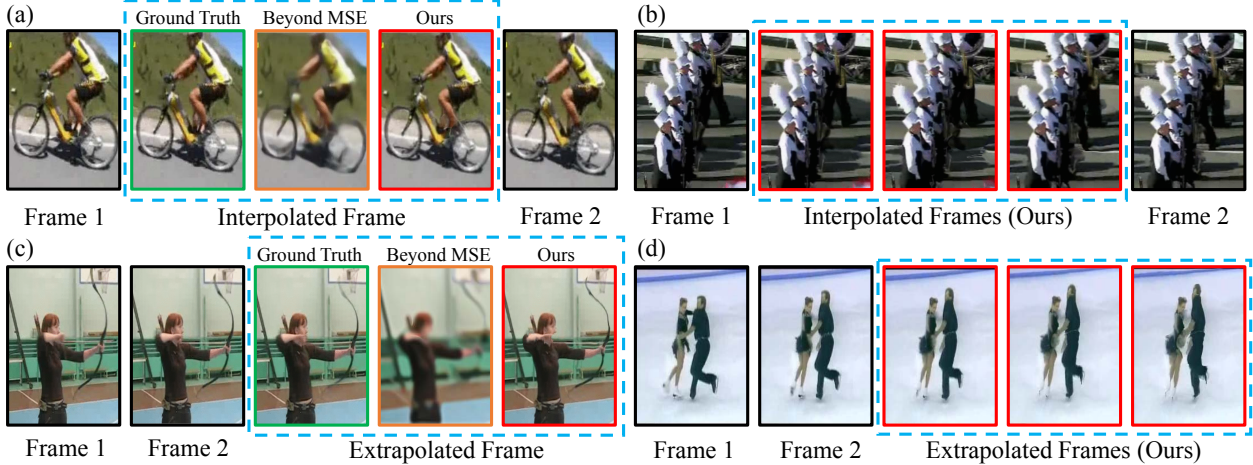 (a)
Ground Truth Beyond MSE Ours
Frame 1 Interpolated Frame Frame 2
(b)
Frame 1 Interpolated Frames (Ours) Frame 2
(c)
Ground Truth Beyond MSE Ours
Frame 1 Frame 2 Extrapolated Frame
(d)
Frame 1 Frame 2 Extrapolated Frames (Ours)